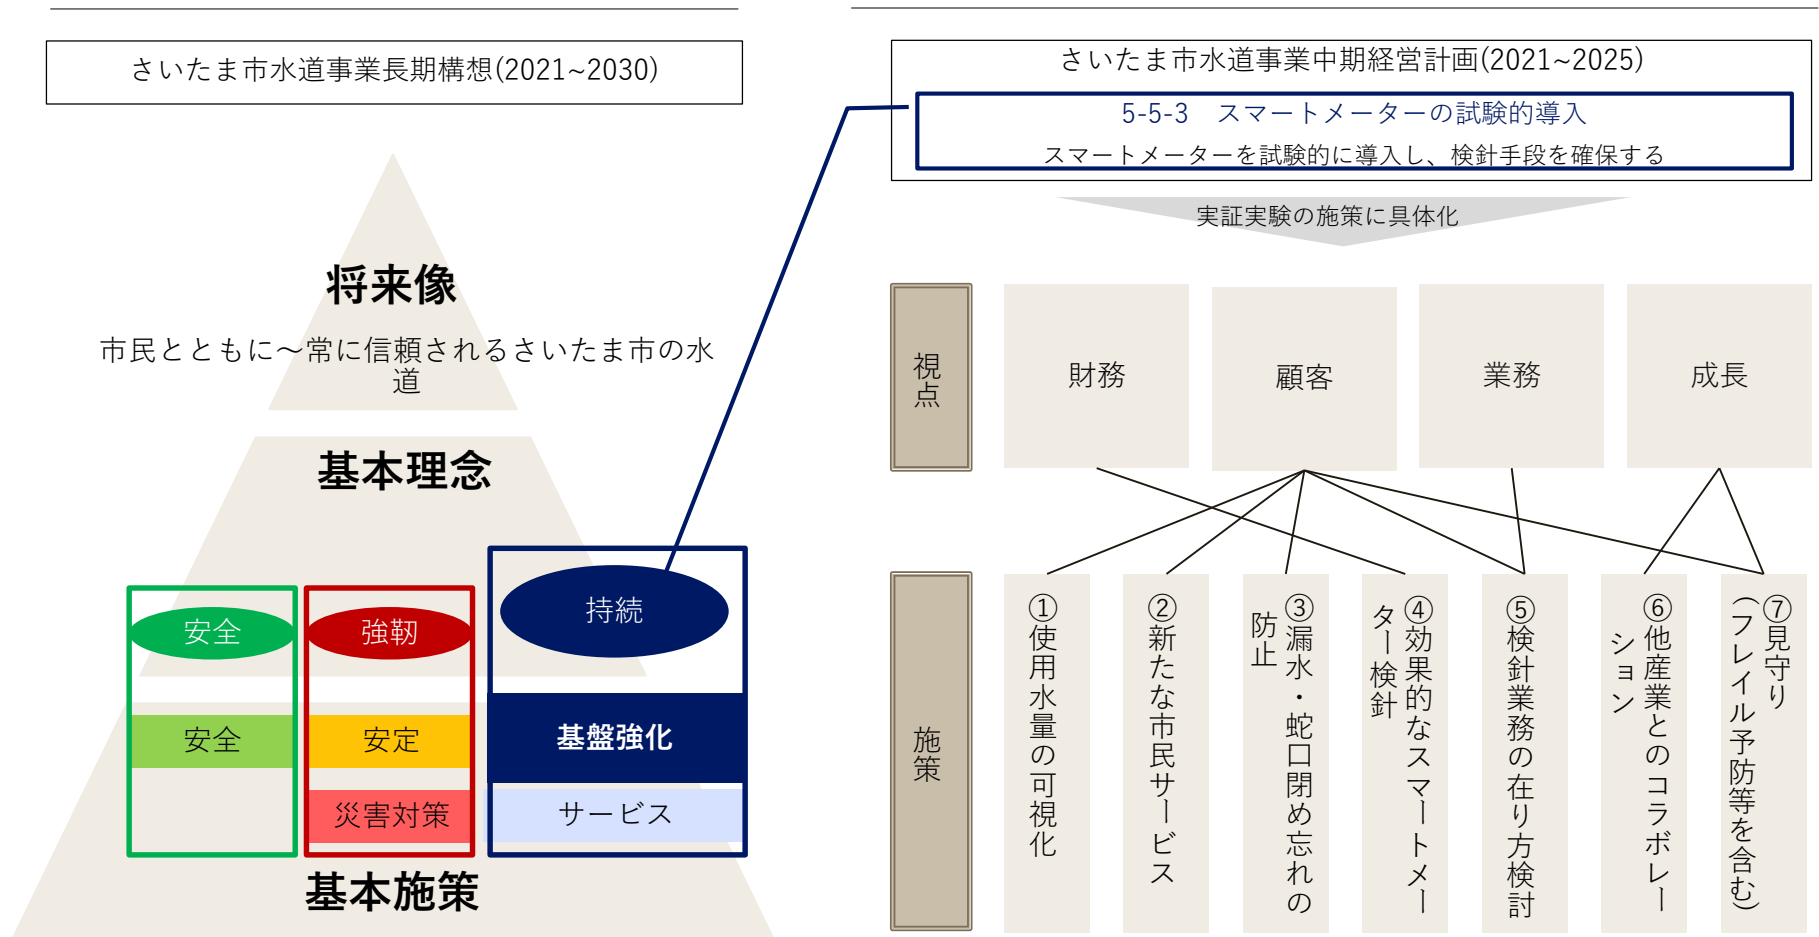 さいたま市水道事業長期構想(2021~2030)
将来像
市民とともに～常に信頼されるさいたま市の水
道
基本理念
安全
強靭
持続
安全
安定
基盤強化
災害対策
サービス
基本施策
さいたま市水道事業中期経営計画(2021~2025)
5-5-3　スマートメーターの試験的導入
スマートメーターを試験的に導入し、検針手段を確保する
実証実験の施策に具体化
視点
財務
顧客
業務
成長
施策
①使用水量の可視化
②新たな市民サービス
③漏水・蛇口閉め忘れの
防止
④効果的なスマートメー
ター検針
⑤検針業務の在り方検討
⑥他産業とのコラボレー
ション
⑦見守り
(フレイル予防等を含む)